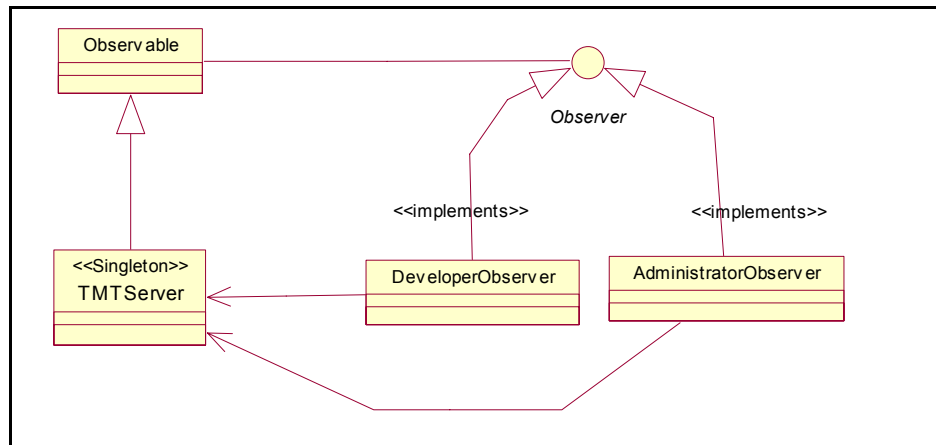 Observable
Observer
<<implements>>
<<implements>>
<<Singleton>>
TMTServer
DeveloperObserver
AdministratorObserver